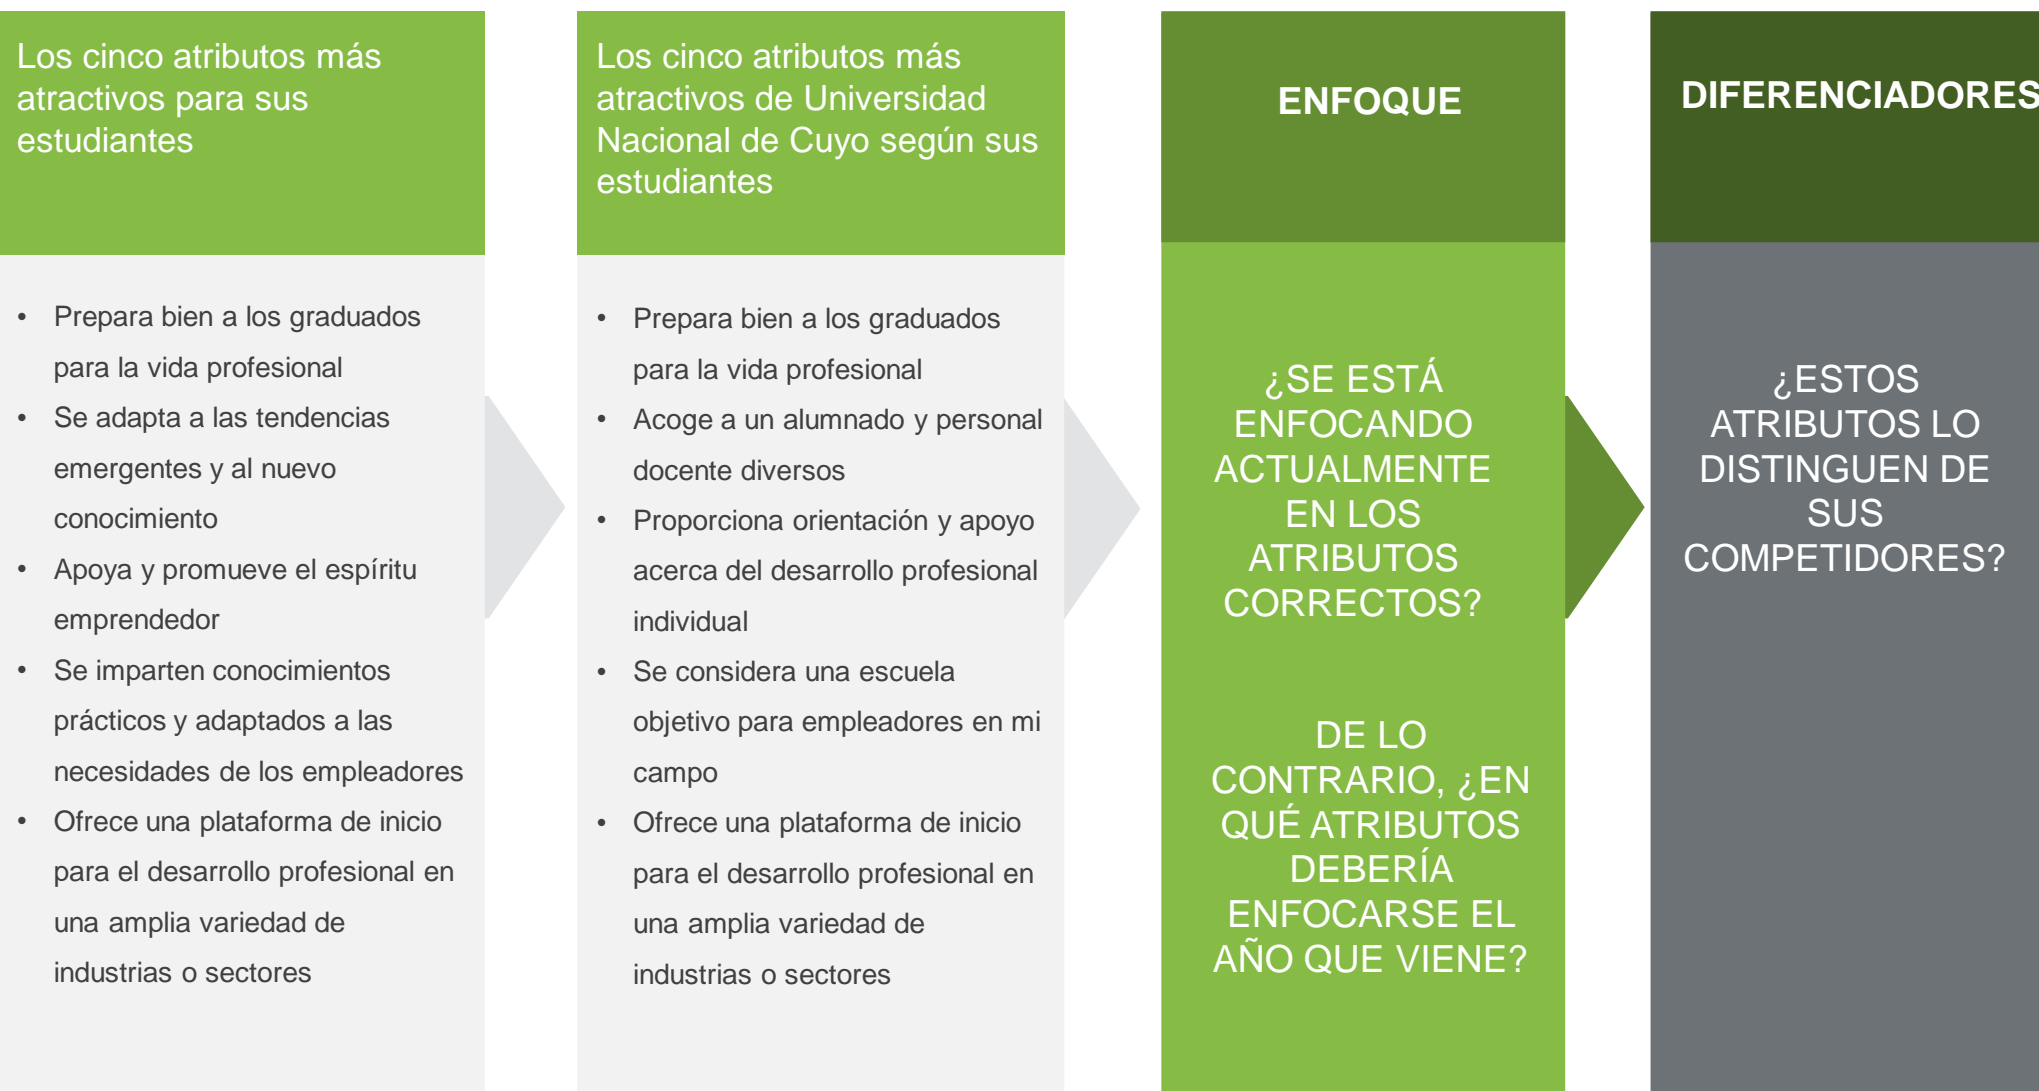 Los cinco atributos más
atractivos para sus
estudiantes
• Prepara bien a los graduados
para la vida profesional
• Se adapta a las tendencias
emergentes y al nuevo
conocimiento
• Apoya y promueve el espíritu
emprendedor
• Se imparten conocimientos
prácticos y adaptados a las
necesidades de los empleadores
• Ofrece una plataforma de inicio
para el desarrollo profesional en
una amplia variedad de
industrias o sectores
Los cinco atributos más
atractivos de Universidad
Nacional de Cuyo según sus
estudiantes
• Prepara bien a los graduados
para la vida profesional
• Acoge a un alumnado y personal
docente diversos
• Proporciona orientación y apoyo
acerca del desarrollo profesional
individual
• Se considera una escuela
objetivo para empleadores en mi
campo
• Ofrece una plataforma de inicio
para el desarrollo profesional en
una amplia variedad de
industrias o sectores
ENFOQUE
¿SE ESTÁ
ENFOCANDO
ACTUALMENTE
EN LOS
ATRIBUTOS
CORRECTOS?
DE LO
CONTRARIO, ¿EN
QUÉ ATRIBUTOS
DEBERÍA
ENFOCARSE EL
AÑO QUE VIENE?
DIFERENCIADORES
¿ESTOS
ATRIBUTOS LO
DISTINGUEN DE
SUS
COMPETIDORES?